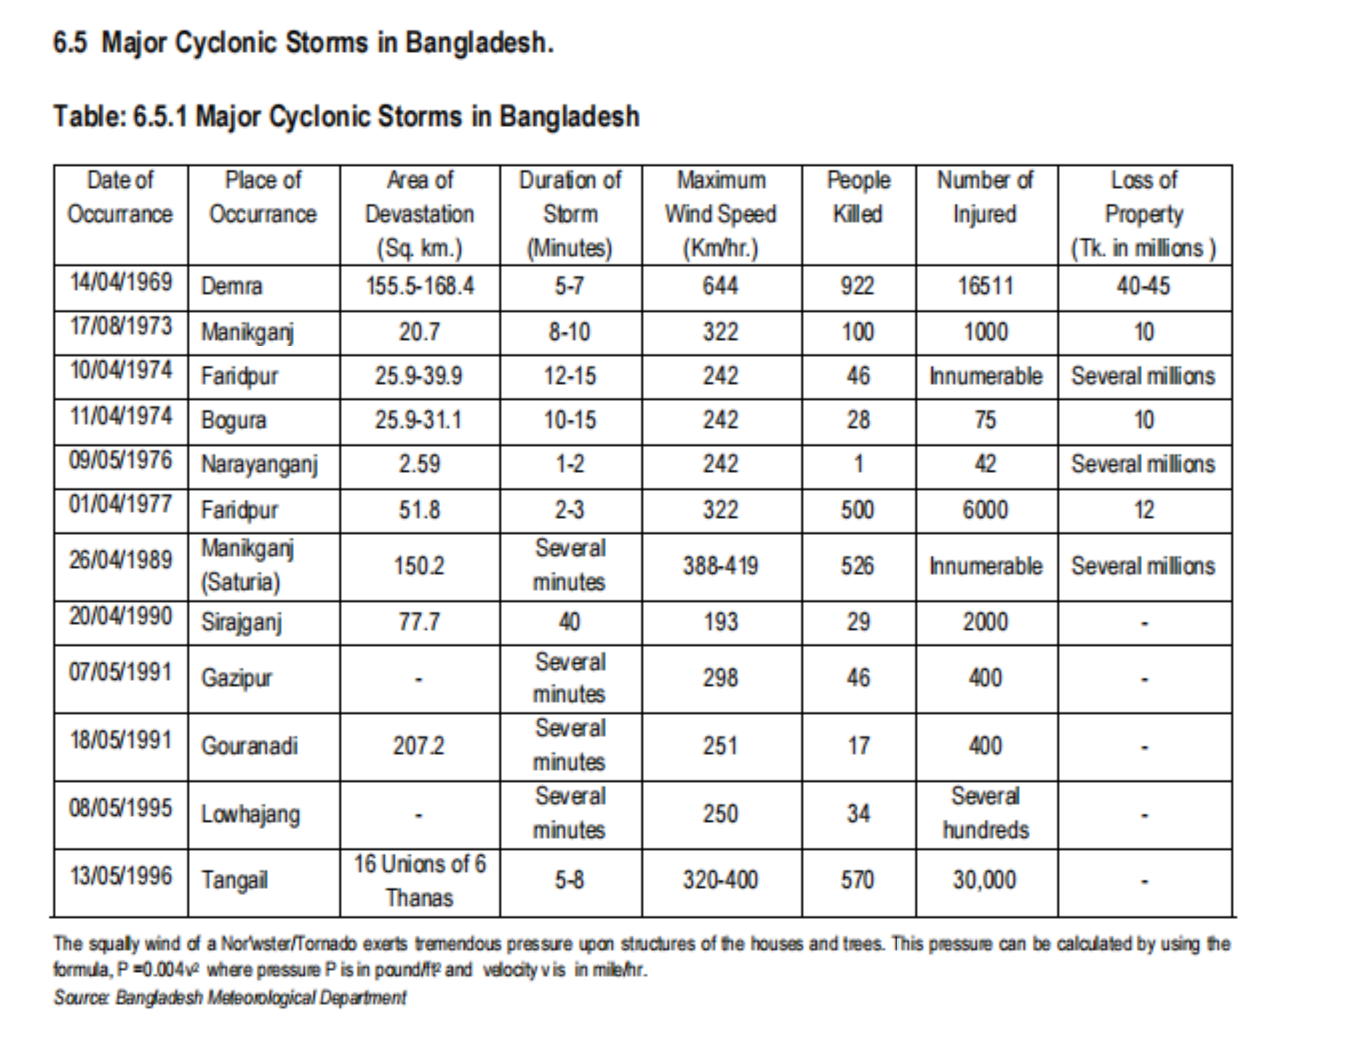 6.5 Major Cyclonic Storms in Bangladesh.
Table: 6.5.1 Major Cyclonic Storms in Bangladesh
Date of Occurrance | Place of Occurrance | Area of Devastation (Sq. km.) | Duration of Storm (Minutes) | Maximum Wind Speed (Km/hr.) | People Killed | Number of Injured | Loss of Property (Tk. in millions )
14/04/1969 | Demra | 155.5-168.4 | 5-7 | 644 | 922 | 16511 | 40-45
17/08/1973 | Manikganj | 20.7 | 8-10 | 322 | 100 | 1000 | 10
10/04/1974 | Faridpur | 25.9-39.9 | 12-15 | 242 | 46 | Innumerable | Several millions
11/04/1974 | Bogura | 25.9-31.1 | 10-15 | 242 | 28 | 75 | 10
09/05/1976 | Narayanganj | 2.59 | 1-2 | 242 | 1 | 42 | Several millions
01/04/1977 | Faridpur | 51.8 | 2-3 | 322 | 500 | 6000 | 12
26/04/1989 | Manikganj (Saturia) | 150.2 | Several minutes | 388-419 | 526 | Innumerable | Several millions
20/04/1990 | Sirajganj | 77.7 | 40 | 193 | 29 | 2000 | -
07/05/1991 | Gazipur | - | Several minutes | 298 | 46 | 400 | -
18/05/1991 | Gouranadi | 207.2 | Several minutes | 251 | 17 | 400 | -
08/05/1995 | Lowhajang | - | Several minutes | 250 | 34 | Several hundreds | -
13/05/1996 | Tangail | 16 Unions of 6 Thanas | 5-8 | 320-400 | 570 | 30,000 | -
The squally wind of a Nor'wster/Tornado exerts tremendous pressure upon structures of the houses and trees. This pressure can be calculated by using the
formula, P =0.004v² where pressure P is in pound/ft² and velocity v is in mile/hr.
Source: Bangladesh Meteorological Department